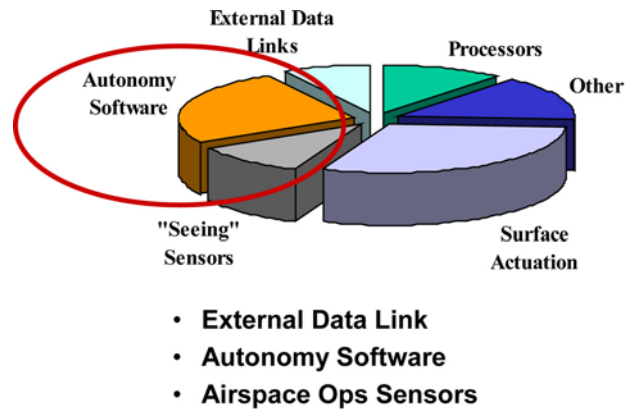 External Data
Links
Processors
Autonomy
Software
Other
"Seeing"
Sensors
Surface
Actuation
• External Data Link
• Autonomy Software
• Airspace Ops Sensors